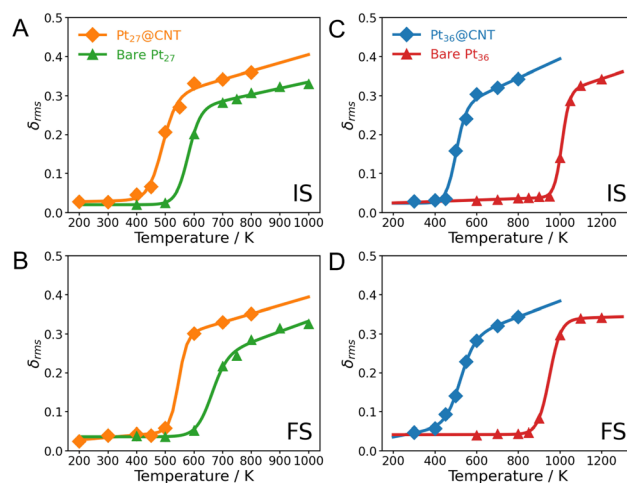 A
Pt27@CNT
Bare Pt27
δrms
0.5
0.4
0.3
0.2
0.1
0.0
IS
200 300 400 500 600 700 800 900 1000
Temperature / K
C
Pt36@CNT
Bare Pt36
δrms
0.5
0.4
0.3
0.2
0.1
0.0
IS
200 400 600 800 1000 1200
Temperature / K
B
δrms
0.5
0.4
0.3
0.2
0.1
0.0
FS
200 300 400 500 600 700 800 900 1000
Temperature / K
D
δrms
0.5
0.4
0.3
0.2
0.1
0.0
FS
200 400 600 800 1000 1200
Temperature / K